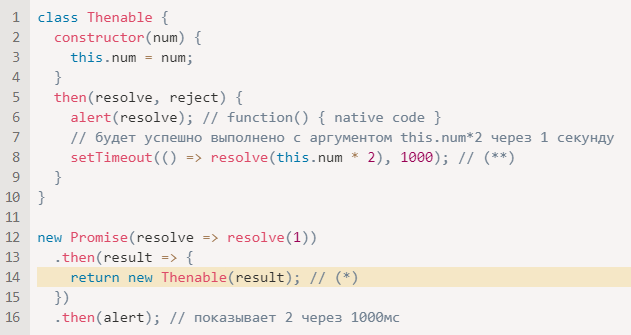 1 class Thenable {
2   constructor(num) {
3     this.num = num;
4   }
5   then(resolve, reject) {
6     alert(resolve); // function() { native code }
7     // будет успешно выполнено с аргументом this.num*2 через 1 секунду
8     setTimeout(() => resolve(this.num * 2), 1000); // (**)
9   }
10 }
11
12 new Promise(resolve => resolve(1))
13   .then(result => {
14     return new Thenable(result); // (*)
15   })
16   .then(alert); // показывает 2 через 1000мс